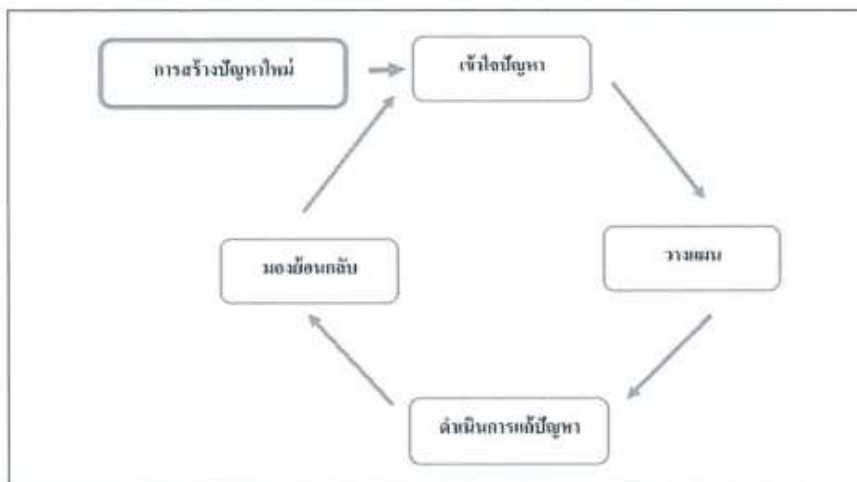 การสร้างปัญหาใหม่
เข้าใจปัญหา
วางแผน
ดำเนินการแก้ปัญหา
มองย้อนกลับ